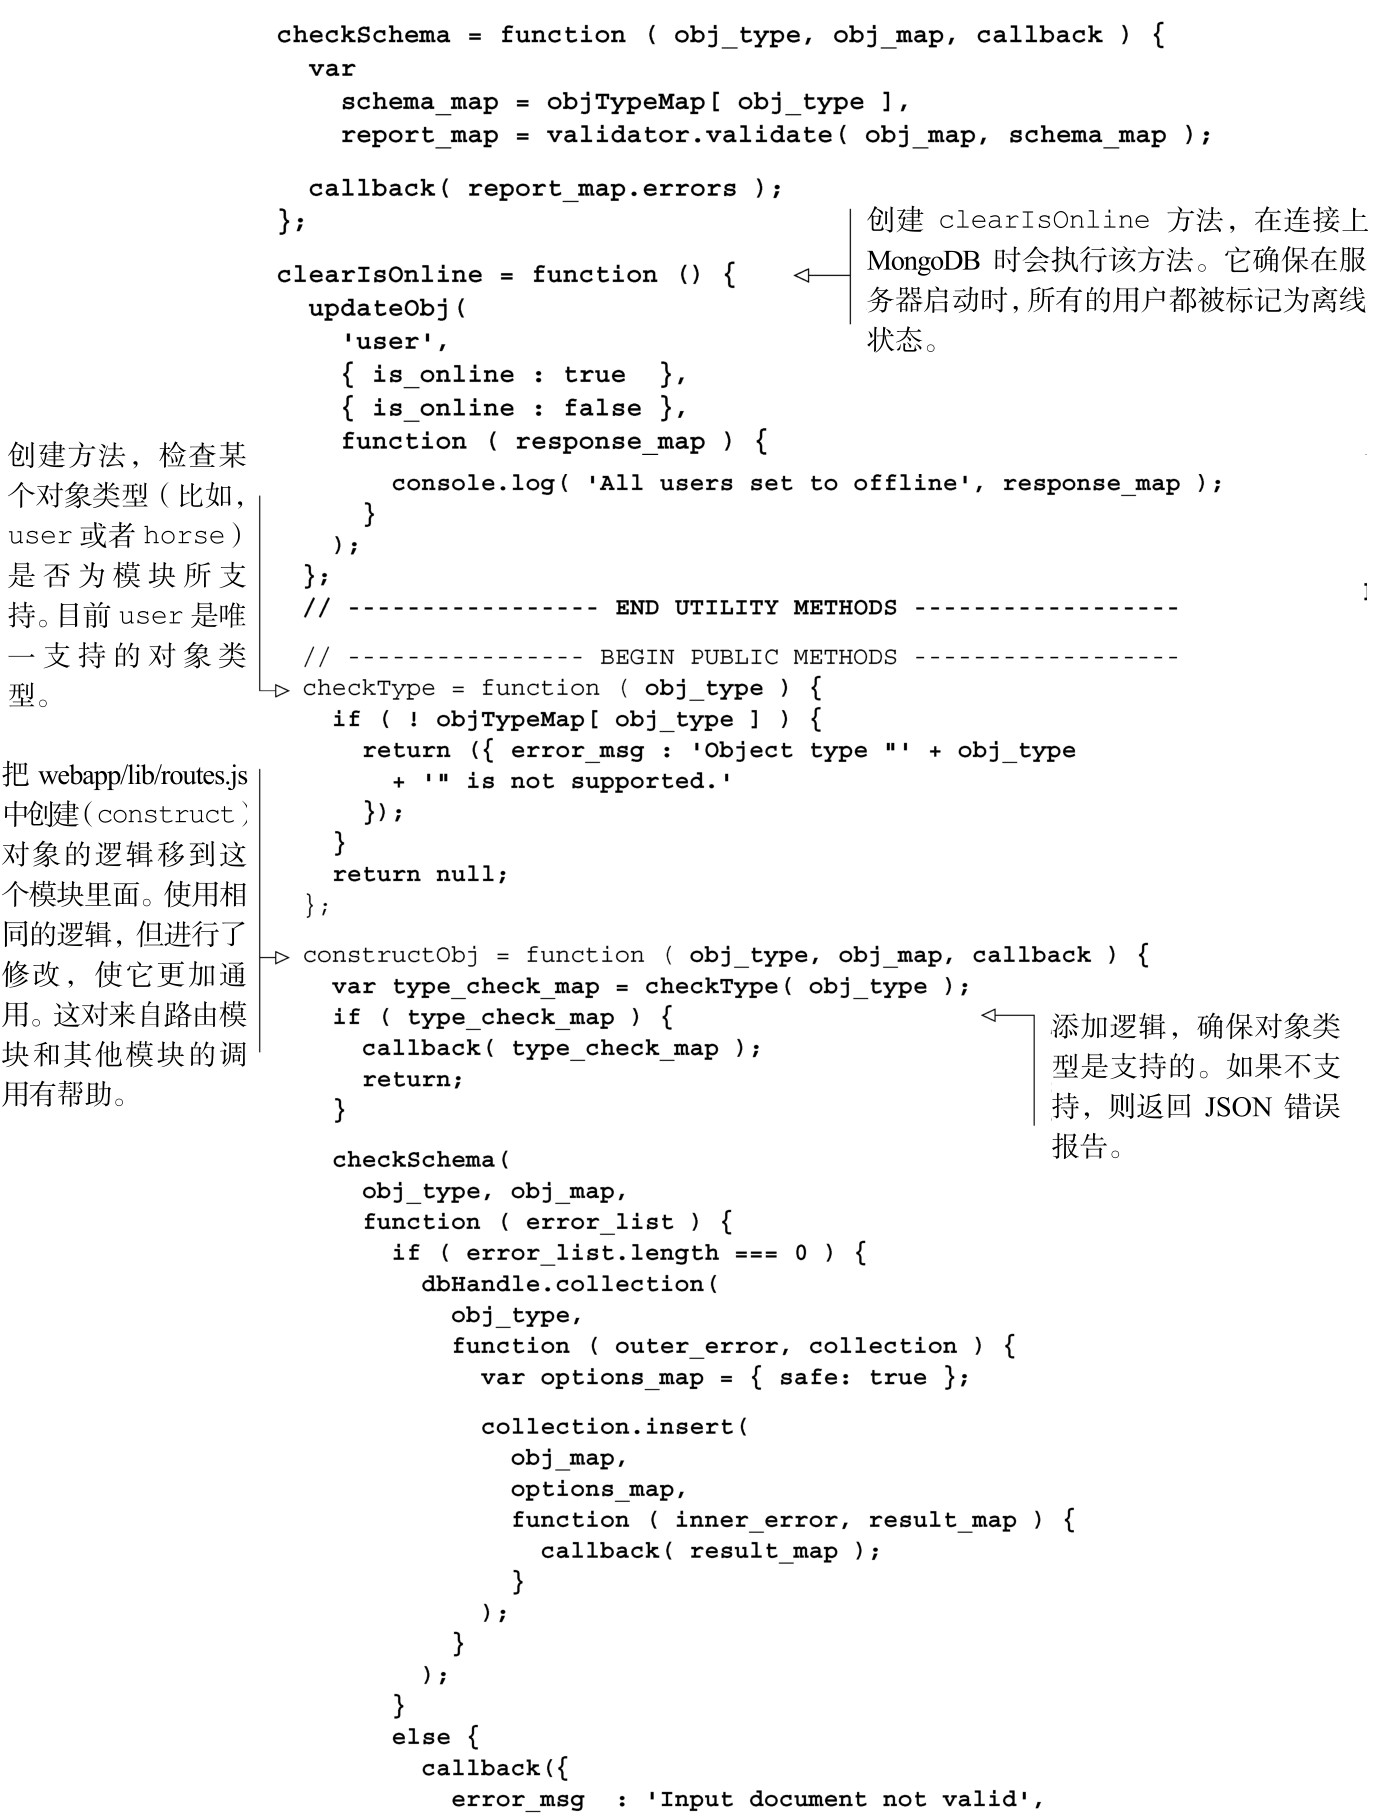 checkSchema = function ( obj_type, obj_map, callback ) {
  var
    schema_map = objTypeMap[ obj_type ],
    report_map = validator.validate( obj_map, schema_map );
  callback( report_map.errors );
};
创建 clearIsOnline 方法，在连接上
MongoDB 时会执行该方法。它确保在服
务器启动时，所有的用户都被标记为离线
状态。
clearIsOnline = function () {
  updateObj(
    'user',
    { is_online : true  },
    { is_online : false },
    function ( response_map ) {
      console.log( 'All users set to offline', response_map );
    }
  );
};
// ----------------- END UTILITY METHODS ------------------
创建方法，检查某
个对象类型（比如，
user 或者 horse）
是否为模块所支
持。目前 user 是唯
一支持的对象类
型。
// ---------------- BEGIN PUBLIC METHODS ------------------
checkType = function ( obj_type ) {
  if ( ! objTypeMap[ obj_type ] ) {
    return ({ error_msg : 'Object type "' + obj_type
      + '" is not supported.'
    });
  }
  return null;
};
把 webapp/lib/routes.js
中创建（construct）
对象的逻辑移到这
个模块里面。使用相
同的逻辑，但进行了
修改，使它更加通
用。这对来自路由模
块和其他模块的调
用有帮助。
constructObj = function ( obj_type, obj_map, callback ) {
  var type_check_map = checkType( obj_type );
  if ( type_check_map ) {
    callback( type_check_map );
    return;
  }
添加逻辑，确保对象类
型是支持的。如果不支
持，则返回 JSON 错误
报告。
  checkSchema(
    obj_type, obj_map,
    function ( error_list ) {
      if ( error_list.length === 0 ) {
        dbHandle.collection(
          obj_type,
          function ( outer_error, collection ) {
            var options_map = { safe: true };
            collection.insert(
              obj_map,
              options_map,
              function ( inner_error, result_map ) {
                callback( result_map );
              }
            );
          }
        );
      }
      else {
        callback({
          error_msg  : 'Input document not valid',